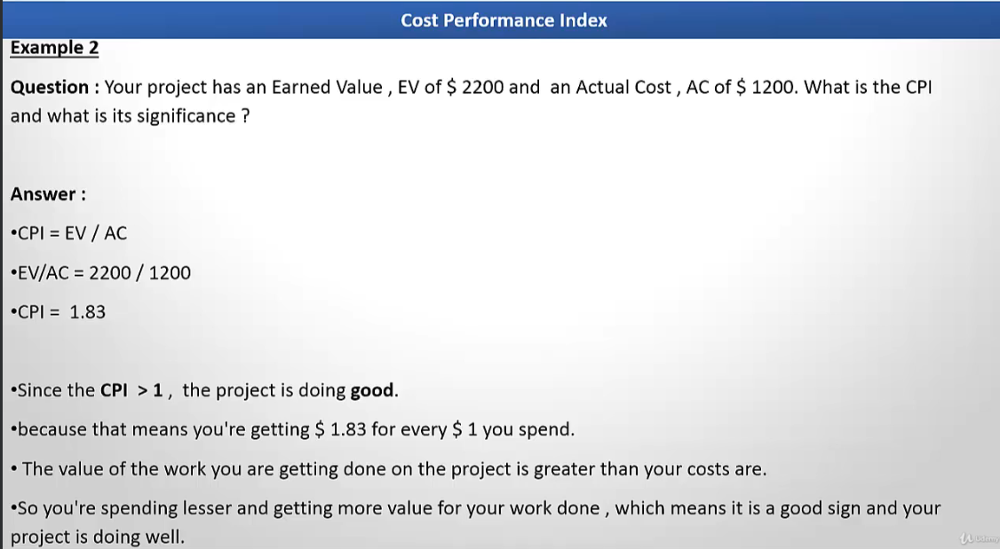 Cost Performance Index
Example 2
Question : Your project has an Earned Value , EV of $ 2200 and an Actual Cost , AC of $ 1200. What is the CPI
and what is its significance ?
Answer :
•CPI = EV / AC
•EV/AC = 2200 / 1200
•CPI = 1.83
•Since the CPI > 1 , the project is doing good.
•because that means you're getting $ 1.83 for every $ 1 you spend.
• The value of the work you are getting done on the project is greater than your costs are.
•So you're spending lesser and getting more value for your work done , which means it is a good sign and your
project is doing well.
Udemy